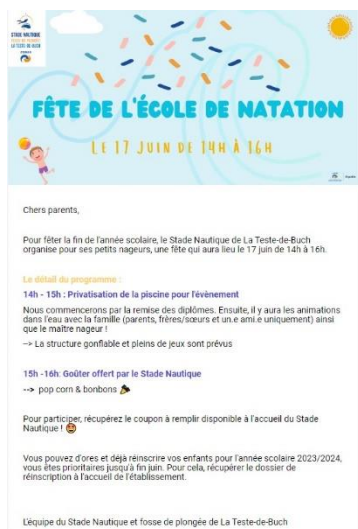 STADE NAUTIQUE
LA TESTE DE BUCH
FÊTE DE L'ÉCOLE DE NATATION
LE 17 JUIN DE 14H À 16H
Chers parents,
Pour fêter la fin de l'année scolaire, le Stade Nautique de La Teste-de-Buch
organise pour ses petits nageurs, une fête qui aura lieu le 17 juin de 14h à 16h.
Le détail du programme :
14h - 15h : Privatisation de la piscine pour l'évènement
Nous commencerons par la remise des diplômes. Ensuite, il y aura les animations
dans l'eau avec la famille (parents, frères/sœurs et un.e ami.e uniquement) ainsi
que le maître nageur !
--> La structure gonflable et pleins de jeux sont prévus
15h -16h: Goûter offert par le Stade Nautique
--> pop corn & bonbons
Pour participer, récupérez le coupon à remplir disponible à l'accueil du Stade
Nautique !
Vous pouvez d'ores et déjà réinscrire vos enfants pour l'année scolaire 2023/2024,
vous êtes prioritaires jusqu'à fin juin. Pour cela, récupérer le dossier de
réinscription à l'accueil de l'établissement.
L'équipe du Stade Nautique et fosse de plongée de La Teste-de-Buch